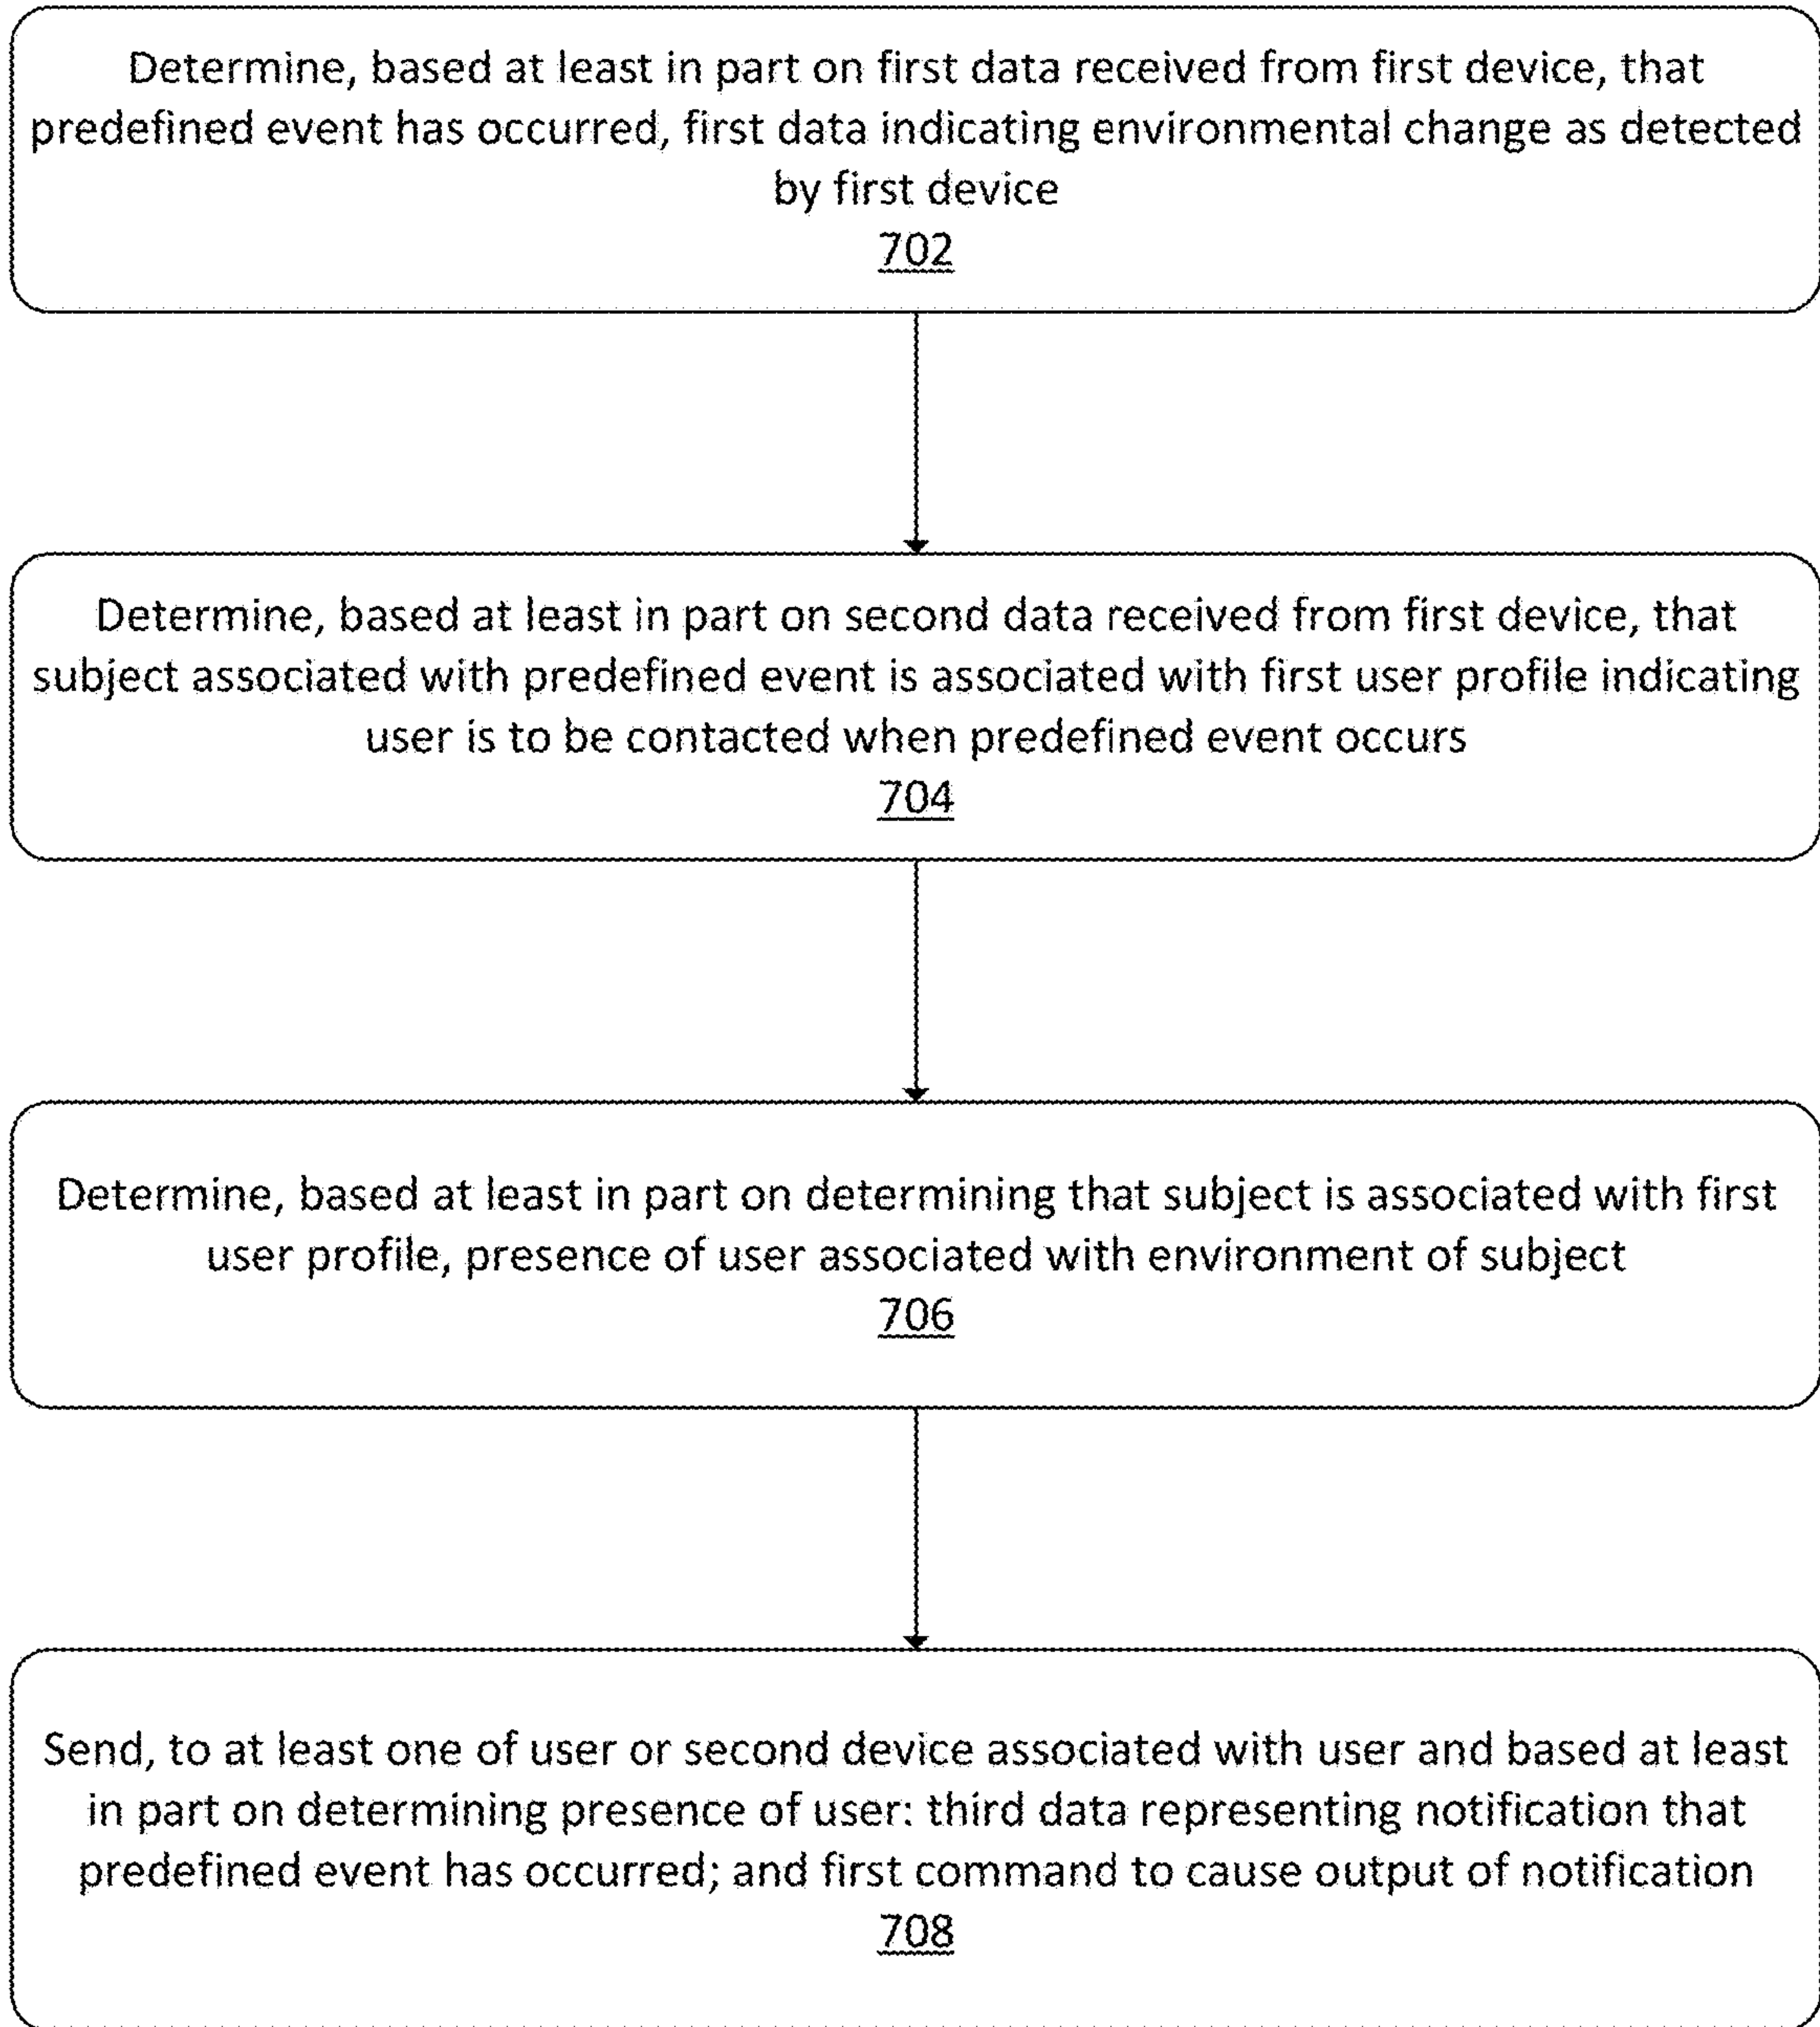 Determine, based at least in part on first data received from first device, that
predefined event has occurred, first data indicating environmental change as detected
by first device
702
Determine, based at least in part on second data received from first device, that
subject associated with predefined event is associated with first user profile indicating
user is to be contacted when predefined event occurs
704
Determine, based at least in part on determining that subject is associated with first
user profile, presence of user associated with environment of subject
706
Send, to at least one of user or second device associated with user and based at least
in part on determining presence of user: third data representing notification that
predefined event has occurred; and first command to cause output of notification
708